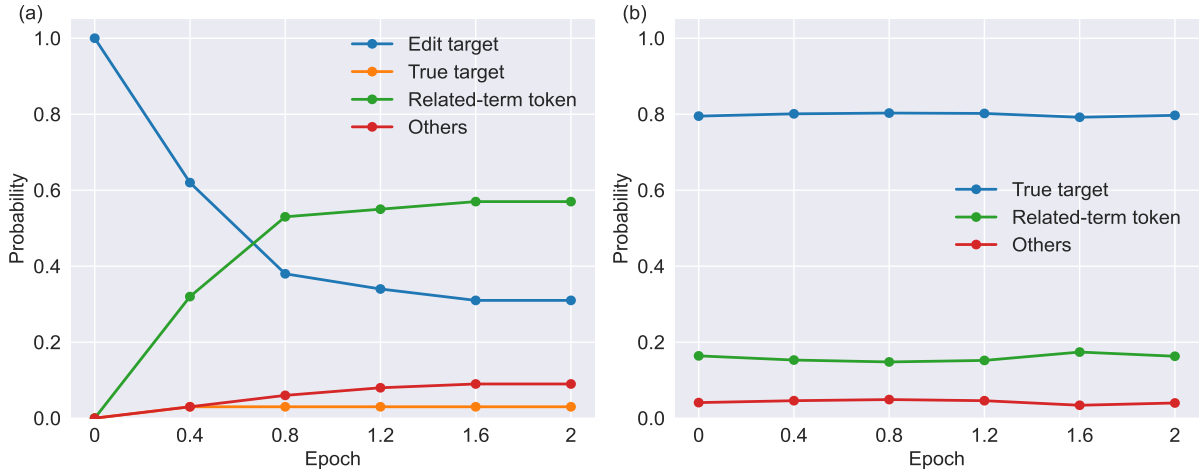 (a)
Probability
1.0
0.8
0.6
0.4
0.2
0.0
0 0.4 0.8 1.2 1.6 2
Epoch
Edit target
True target
Related-term token
Others
(b)
Probability
1.0
0.8
0.6
0.4
0.2
0.0
0 0.4 0.8 1.2 1.6 2
Epoch
True target
Related-term token
Others